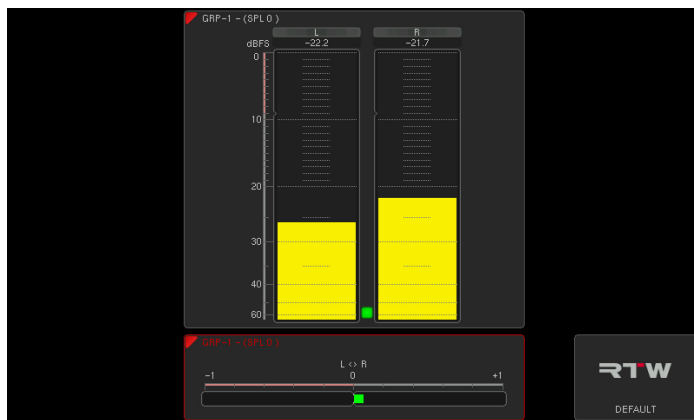 GRP-1 - (SPL 0)
L R
dBFS -22.2 -21.7
0
10
20
30
40
60
GRP-1 - (SPL 0)
L <> R
-1 0 +1
RTW
DEFAULT